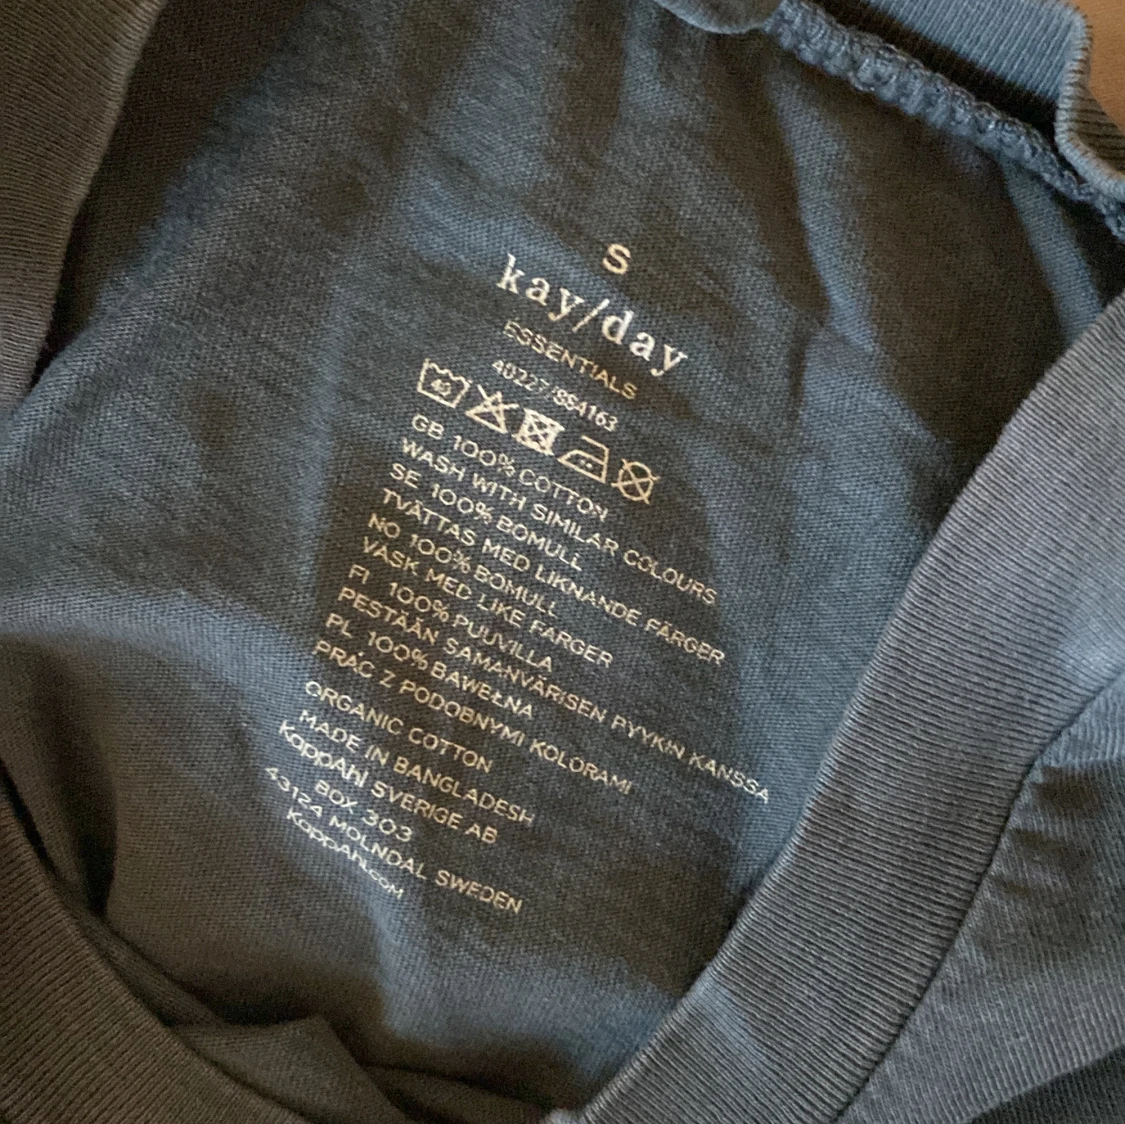 S
kay/day
ESSENTIALS
40227/884163
40
GB 100% COTTON
WASH WITH SIMILAR COLOURS
SE 100% BOMULL
TVÄTTAS MED LIKNANDE FÄRGER
NO 100% BOMULL
VASK MED LIKE FARGER
FI 100% PUUVILLA
PESTÄÄN SAMANVÄRISEN PYYKIN KANSSA
PL 100% BAWEŁNA
PRAĆ Z PODOBNYMI KOLORAMI
ORGANIC COTTON
MADE IN BANGLADESH
KappAhl SVERIGE AB
BOX 303
43124 MÖLNDAL SWEDEN
KappAhl.COM